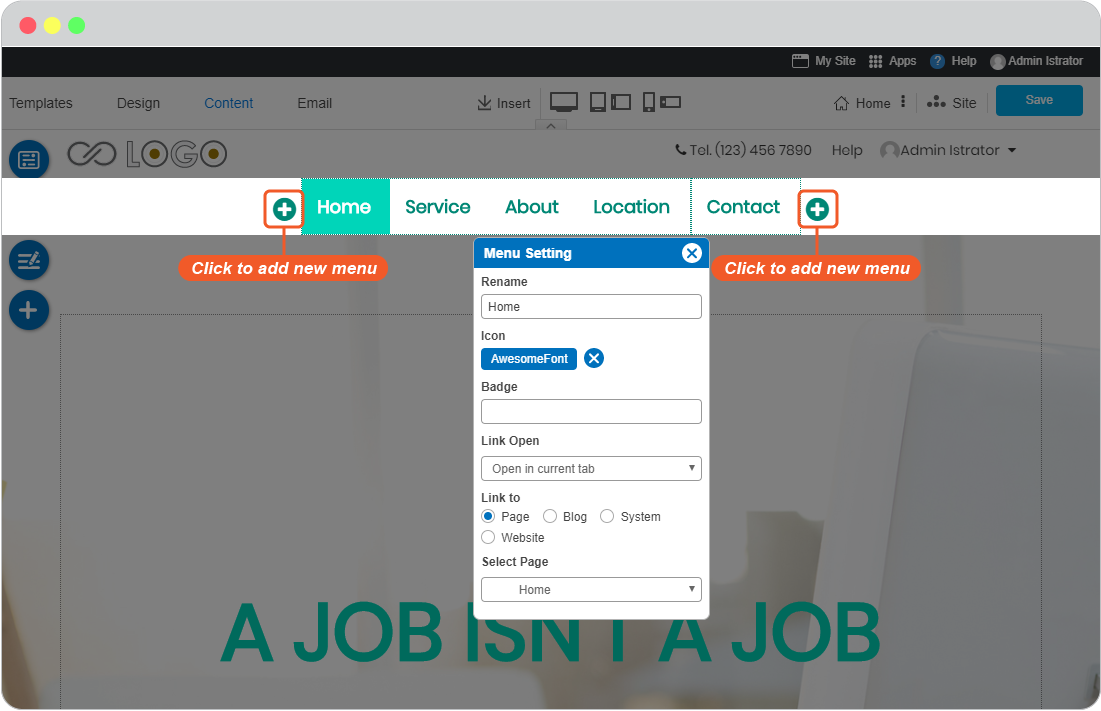 My Site Apps ? Help Admin Istrator
Templates Design Content Email Insert Home Site Save
LOGO Tel. (123) 456 7890 Help Admin Istrator
Home Service About Location Contact
Click to add new menu
Click to add new menu
Menu Setting
Rename
Home
Icon
AwesomeFont
Badge
Link Open
Open in current tab
Link to
Page Blog System
Website
Select Page
Home
A JOB ISN'T A JOB